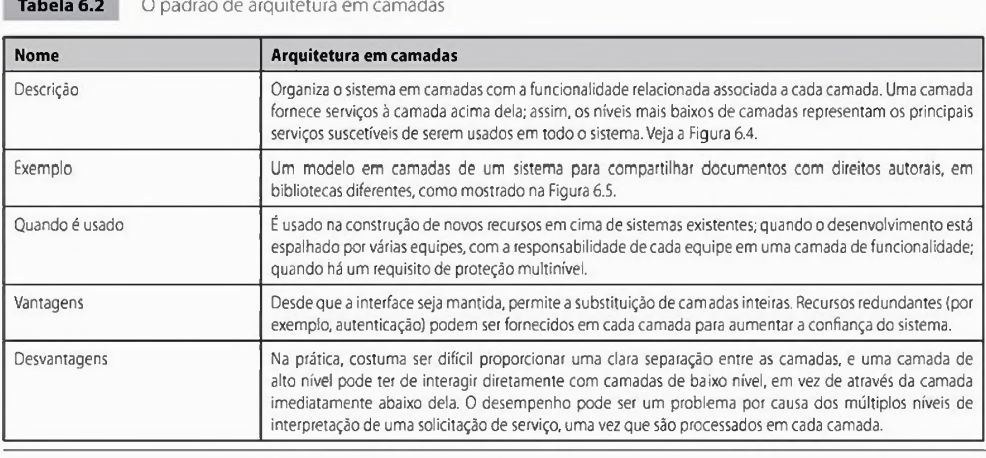 Tabela 6.2 O padrão de arquitetura em camadas
Nome Arquitetura em camadas
Descrição Organiza o sistema em camadas com a funcionalidade relacionada associada a cada camada. Uma camada
fornece serviços à camada acima dela; assim, os níveis mais baixos de camadas representam os principais
serviços suscetíveis de serem usados em todo o sistema. Veja a Figura 6.4.
Exemplo Um modelo em camadas de um sistema para compartilhar documentos com direitos autorais, em
bibliotecas diferentes, como mostrado na Figura 6.5.
Quando é usado É usado na construção de novos recursos em cima de sistemas existentes; quando o desenvolvimento está
espalhado por várias equipes, com a responsabilidade de cada equipe em uma camada de funcionalidade;
quando há um requisito de proteção multinível.
Vantagens Desde que a interface seja mantida, permite a substituição de camadas inteiras. Recursos redundantes (por
exemplo, autenticação) podem ser fornecidos em cada camada para aumentar a confiança do sistema.
Desvantagens Na prática, costuma ser difícil proporcionar uma clara separação entre as camadas, e uma camada de
alto nível pode ter de interagir diretamente com camadas de baixo nível, em vez de através da camada
imediatamente abaixo dela. O desempenho pode ser um problema por causa dos múltiplos níveis de
interpretação de uma solicitação de serviço, uma vez que são processados em cada camada.